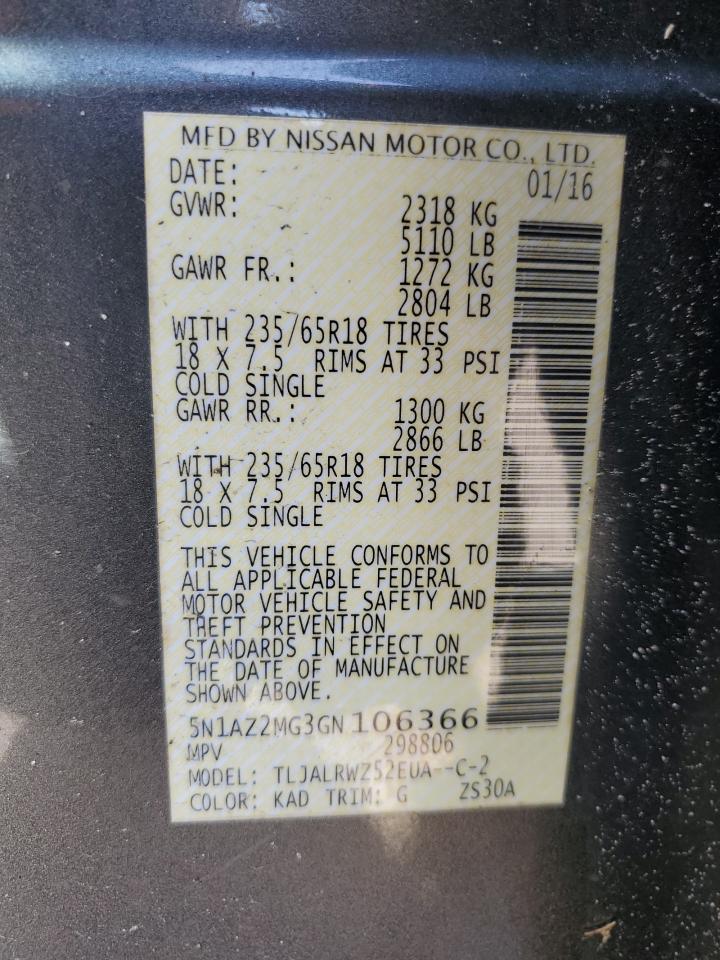 MFD BY NISSAN MOTOR CO., LTD.
DATE: 01/16
GVWR: 2318 KG
5110 LB
GAWR FR.: 1272 KG
2804 LB
WITH 235/65R18 TIRES
18 X 7.5 RIMS AT 33 PSI
COLD SINGLE
GAWR RR.: 1300 KG
2866 LB
WITH 235/65R18 TIRES
18 X 7.5 RIMS AT 33 PSI
COLD SINGLE
THIS VEHICLE CONFORMS TO
ALL APPLICABLE FEDERAL
MOTOR VEHICLE SAFETY AND
THEFT PREVENTION
STANDARDS IN EFFECT ON
THE DATE OF MANUFACTURE
SHOWN ABOVE.
5N1AZ2MG3GN106366
MPV 298806
MODEL: TLJALRWZ52EUA--C-2
COLOR: KAD TRIM: G ZS30A